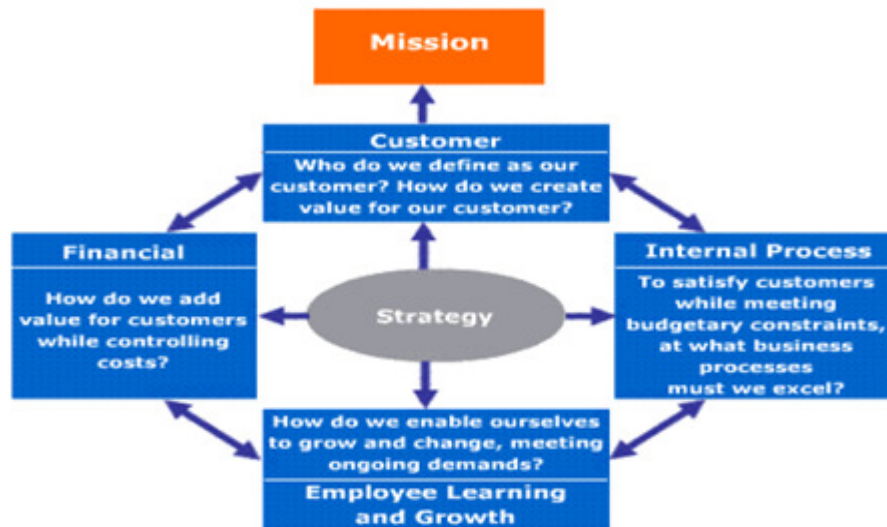 Mission
Customer
Who do we define as our
customer? How do we create
value for our customer?
Financial
How do we add
value for customers
while controlling
costs?
Strategy
Internal Process
To satisfy customers
while meeting
budgetary constraints,
at what business
processes
must we excel?
How do we enable ourselves
to grow and change, meeting
ongoing demands?
Employee Learning
and Growth